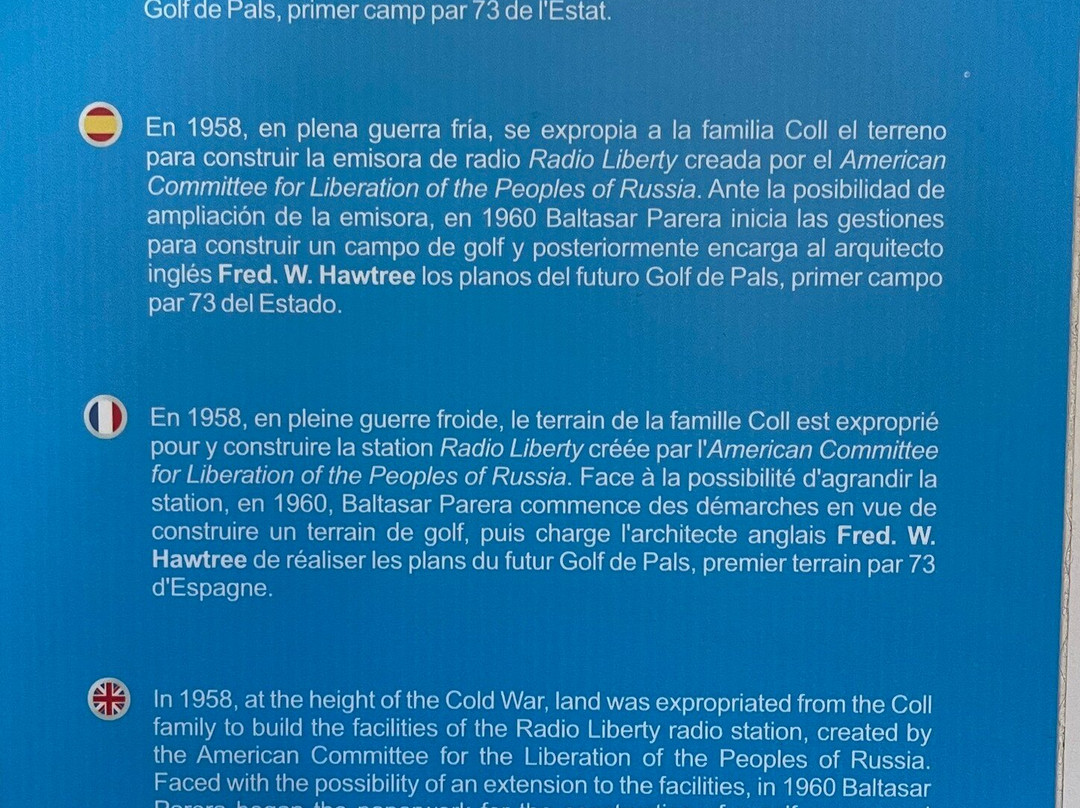 Golf de Pals, primer camp par 73 de l'Estat.
En 1958, en plena guerra fría, se expropia a la familia Coll el terreno
para construir la emisora de radio Radio Liberty creada por el American
Committee for Liberation of the Peoples of Russia. Ante la posibilidad de
ampliación de la emisora, en 1960 Baltasar Parera inicia las gestiones
para construir un campo de golf y posteriormente encarga al arquitecto
inglés Fred. W. Hawtree los planos del futuro Golf de Pals, primer campo
par 73 del Estado.
En 1958, en pleine guerre froide, le terrain de la famille Coll est exproprié
pour y construire la station Radio Liberty créée par l'American Committee
for Liberation of the Peoples of Russia. Face à la possibilité d'agrandir la
station, en 1960, Baltasar Parera commence des démarches en vue de
construire un terrain de golf, puis charge l'architecte anglais Fred. W.
Hawtree de réaliser les plans du futur Golf de Pals, premier terrain par 73
d'Espagne.
In 1958, at the height of the Cold War, land was expropriated from the Coll
family to build the facilities of the Radio Liberty radio station, created by
the American Committee for the Liberation of the Peoples of Russia.
Faced with the possibility of an extension to the facilities, in 1960 Baltasar